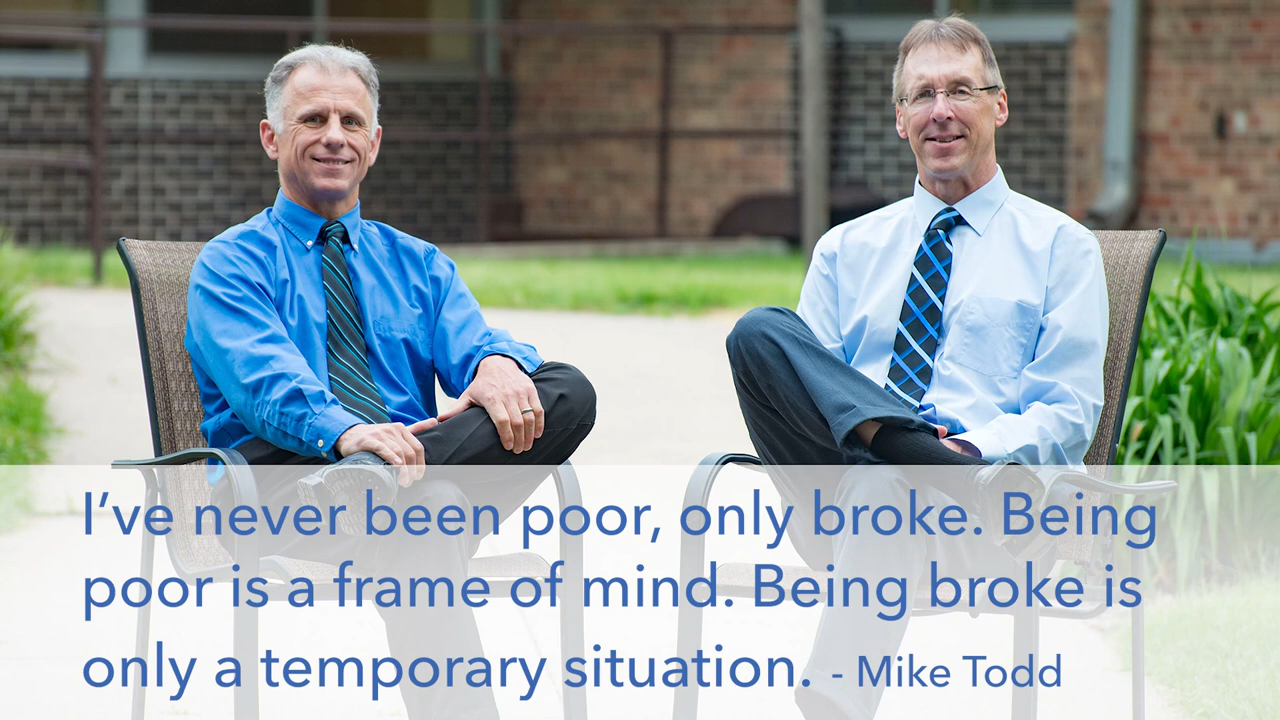 I’ve never been poor, only broke. Being
poor is a frame of mind. Being broke is
only a temporary situation. - Mike Todd